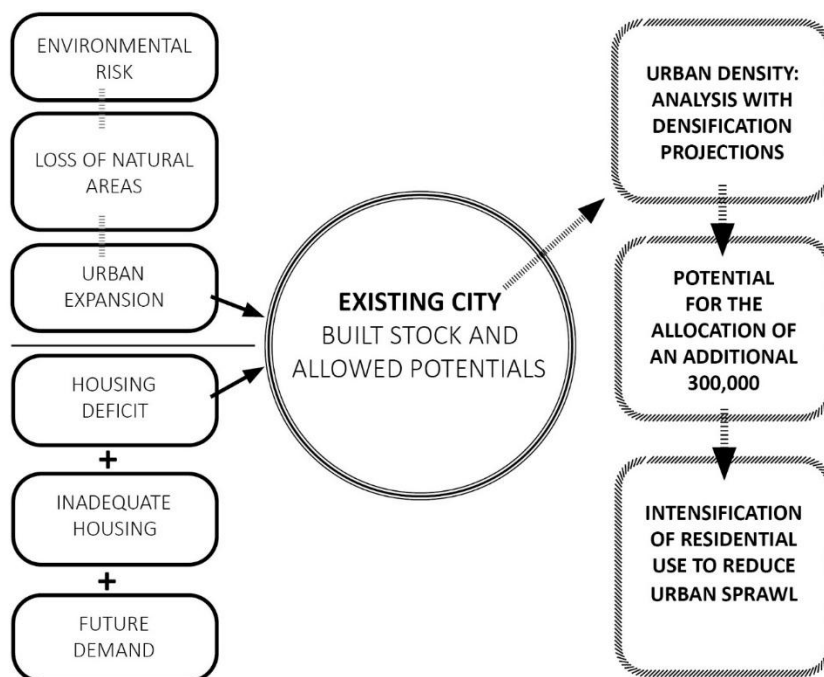 ENVIRONMENTAL
RISK
LOSS OF NATURAL
AREAS
URBAN
EXPANSION
HOUSING
DEFICIT
+
INADEQUATE
HOUSING
+
FUTURE
DEMAND
EXISTING CITY
BUILT STOCK AND
ALLOWED POTENTIALS
URBAN DENSITY:
ANALYSIS WITH
DENSIFICATION
PROJECTIONS
POTENTIAL
FOR THE
ALLOCATION OF
AN ADDITIONAL
300,000
INTENSIFICATION
OF RESIDENTIAL
USE TO REDUCE
URBAN SPRAWL